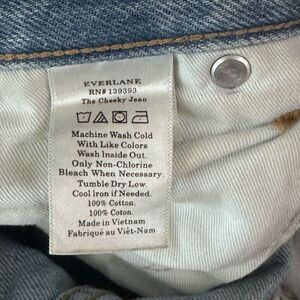 EVERLANE
RN# 139393
The Cheeky Jean
Machine Wash Cold
With Like Colors
Wash Inside Out.
Only Non-Chlorine
Bleach When Necessary.
Tumble Dry Low.
Cool Iron if Needed.
100% Cotton.
100% Coton.
Made in Vietnam
Fabriqué au Viêt-Nam